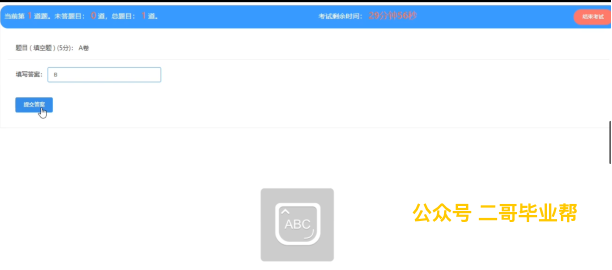 当前第 1 道题。未答题目: 0 道，总题目: 1 道。
考试剩余时间: 29分钟56秒
结束考试
题目 ( 填空题 ) (5分): A卷
填写答案:
提交答案
ABC
公众号 二哥毕业帮